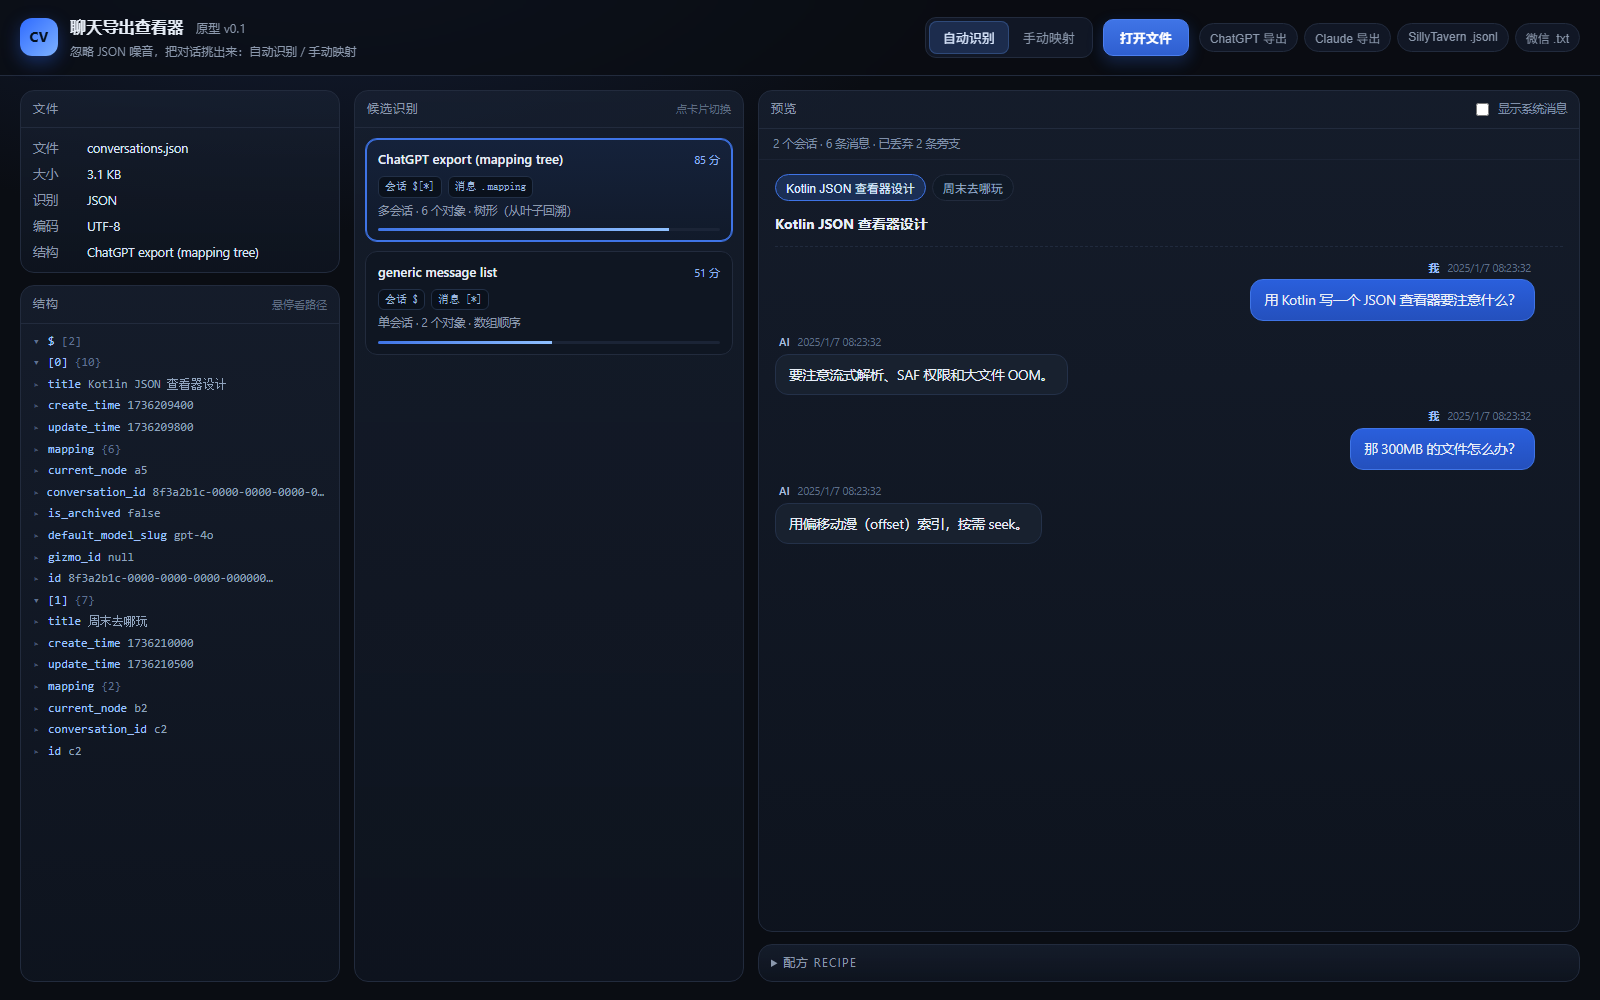 CV
聊天导出查看器 原型 v0.1
忽略 JSON 噪音，把对话挑出来：自动识别 / 手动映射
自动识别 手动映射 打开文件 ChatGPT 导出 Claude 导出 SillyTavern .jsonl 微信 .txt
文件
文件 conversations.json
大小 3.1 KB
识别 JSON
编码 UTF-8
结构 ChatGPT export (mapping tree)
结构 悬停看路径
$ [2]
[0] {10}
title Kotlin JSON 查看器设计
create_time 1736209400
update_time 1736209800
mapping {6}
current_node a5
conversation_id 8f3a2b1c-0000-0000-0000-0…
is_archived false
default_model_slug gpt-4o
gizmo_id null
id 8f3a2b1c-0000-0000-0000-000000…
[1] {7}
title 周末去哪玩
create_time 1736210000
update_time 1736210500
mapping {2}
current_node b2
conversation_id c2
id c2
候选识别 点卡片切换
ChatGPT export (mapping tree) 85 分
会话 $[*] 消息 .mapping
多会话 · 6 个对象 · 树形（从叶子回溯）
generic message list 51 分
会话 $ 消息 [*]
单会话 · 2 个对象 · 数组顺序
预览 显示系统消息
2 个会话 · 6 条消息 · 已丢弃 2 条旁支
Kotlin JSON 查看器设计 周末去哪玩
Kotlin JSON 查看器设计
我 2025/1/7 08:23:32
用 Kotlin 写一个 JSON 查看器要注意什么？
AI 2025/1/7 08:23:32
要注意流式解析、SAF 权限和大文件 OOM。
我 2025/1/7 08:23:32
那 300MB 的文件怎么办？
AI 2025/1/7 08:23:32
用偏移动漫（offset）索引，按需 seek。
配方 RECIPE